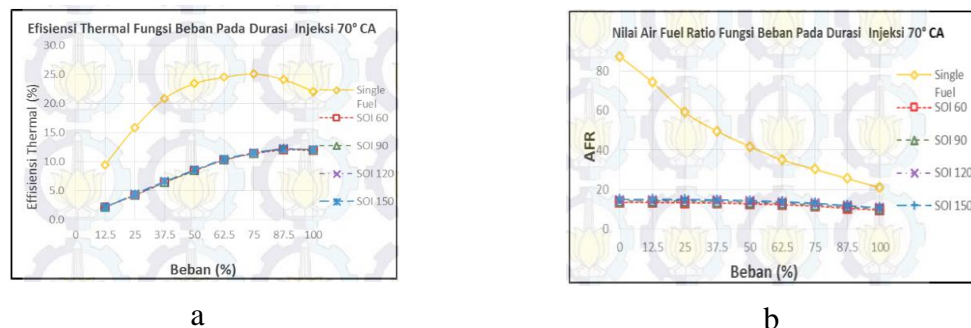 Efisiensi Thermal Fungsi Beban Pada Durasi Injeksi 70° CA
30.0
25.0
20.0
15.0
10.0
5.0
0.0
Effisiensi Thermal (%)
0 12.5 25 37.5 50 62.5 75 87.5 100
Beban (%)
Single
Fuel
SOI 60
SOI 90
SOI 120
SOI 150
a
Nilai Air Fuel Ratio Fungsi Beban Pada Durasi Injeksi 70° CA
80
60
40
20
0
AFR
0 12.5 25 37.5 50 62.5 75 87.5 100
Beban (%)
Single
Fuel
SOI 60
SOI 90
SOI 120
SOI 150
b